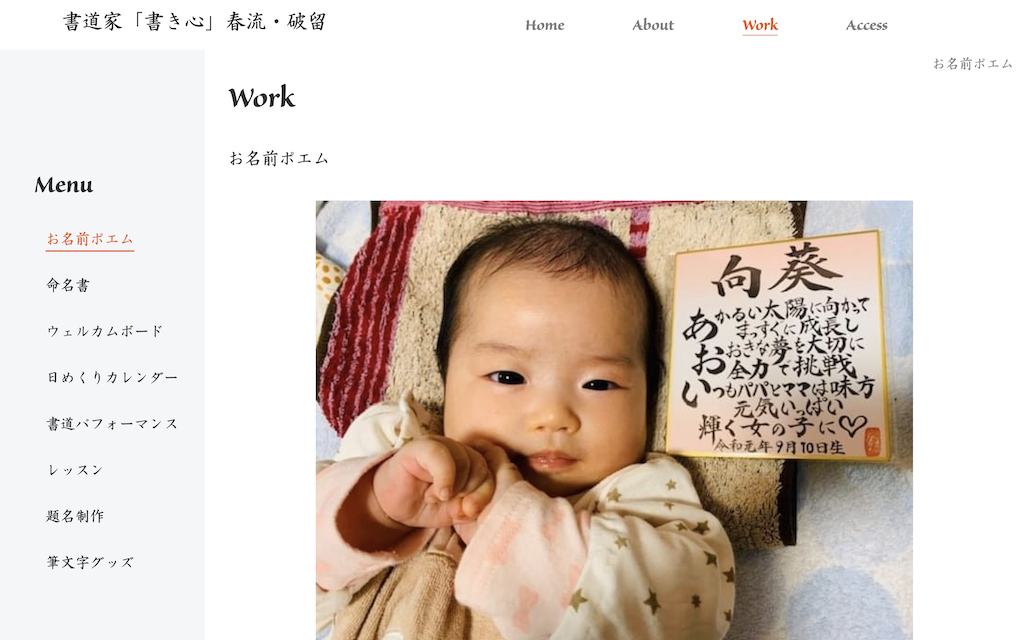 書道家「書き心」春流・破留
Home
About
Work
Access
お名前ポエム
Work
お名前ポエム
Menu
お名前ポエム
命名書
ウェルカムボード
日めくりカレンダー
書道パフォーマンス
レッスン
題名制作
筆文字グッズ
向葵
あかるい太陽に向かって
まっすぐに成長し
おおきな夢を大切に
全力で挑戦
いつもパパとママは味方
元気いっぱい
輝く女の子に♡
令和元年9月10日生